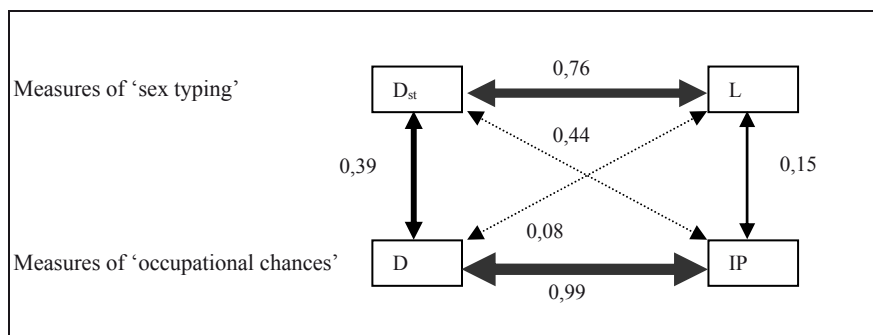 0,76
Measures of ‘sex typing’ D_st L
0,44
0,39 0,15
0,08
Measures of ‘occupational chances’ D IP
0,99